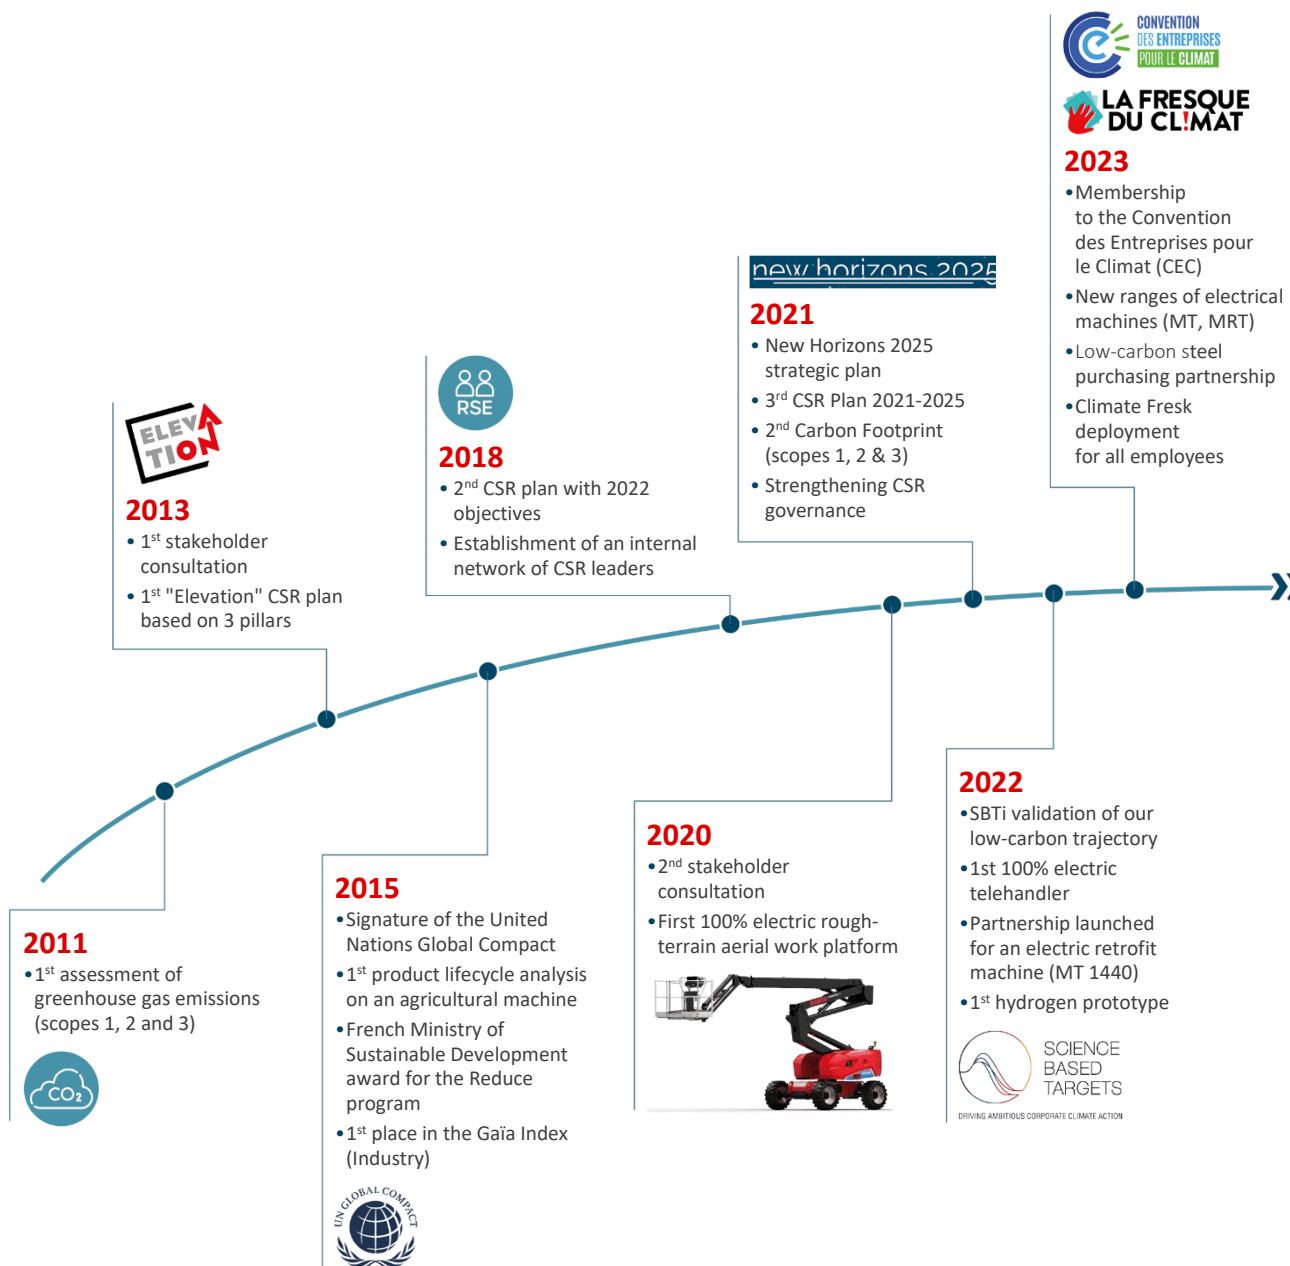 CONVENTION
DES ENTREPRISES
POUR LE CLIMAT
LA FRESQUE
DU CL!MAT
2023
•Membership
to the Convention
des Entreprises pour
le Climat (CEC)
•New ranges of electrical
machines (MT, MRT)
•Low-carbon steel
purchasing partnership
•Climate Fresk
deployment
for all employees
new horizons 2025
2021
• New Horizons 2025
strategic plan
• 3rd CSR Plan 2021-2025
• 2nd Carbon Footprint
(scopes 1, 2 & 3)
• Strengthening CSR
governance
RSE
2018
• 2nd CSR plan with 2022
objectives
• Establishment of an internal
network of CSR leaders
ELEVA
TION
2013
• 1st stakeholder
consultation
• 1st "Elevation" CSR plan
based on 3 pillars
2011
•1st assessment of
greenhouse gas emissions
(scopes 1, 2 and 3)
CO2
2015
•Signature of the United
Nations Global Compact
•1st product lifecycle analysis
on an agricultural machine
•French Ministry of
Sustainable Development
award for the Reduce
program
•1st place in the Gaïa Index
(Industry)
UN GLOBAL COMPACT
2020
•2nd stakeholder
consultation
•First 100% electric rough-
terrain aerial work platform
2022
•SBTi validation of our
low-carbon trajectory
•1st 100% electric
telehandler
•Partnership launched
for an electric retrofit
machine (MT 1440)
•1st hydrogen prototype
SCIENCE
BASED
TARGETS
DRIVING AMBITIOUS CORPORATE CLIMATE ACTION